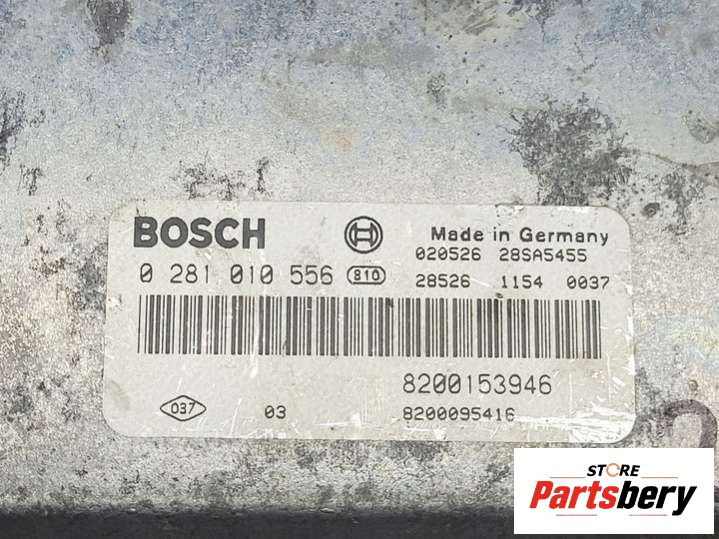 BOSCH
Made in Germany
020526 28SA5455
0 281 010 556 810
28526 1154 0037
8200153946
037 03 8200095416
2
STORE
Partsbery